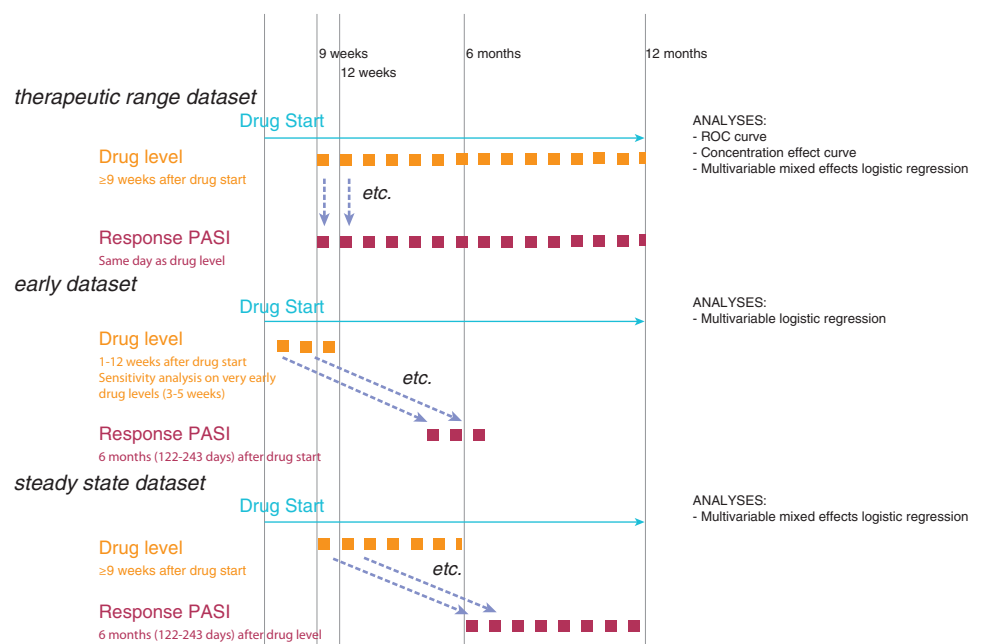 9 weeks
12 weeks
6 months
12 months
therapeutic range dataset
Drug Start
Drug level
≥9 weeks after drug start
etc.
Response PASI
Same day as drug level
ANALYSES:
- ROC curve
- Concentration effect curve
- Multivariable mixed effects logistic regression
early dataset
Drug Start
Drug level
1-12 weeks after drug start
Sensitivity analysis on very early
drug levels (3-5 weeks)
etc.
Response PASI
6 months (122-243 days) after drug start
ANALYSES:
- Multivariable logistic regression
steady state dataset
Drug Start
Drug level
≥9 weeks after drug start
etc.
Response PASI
6 months (122-243 days) after drug level
ANALYSES:
- Multivariable mixed effects logistic regression